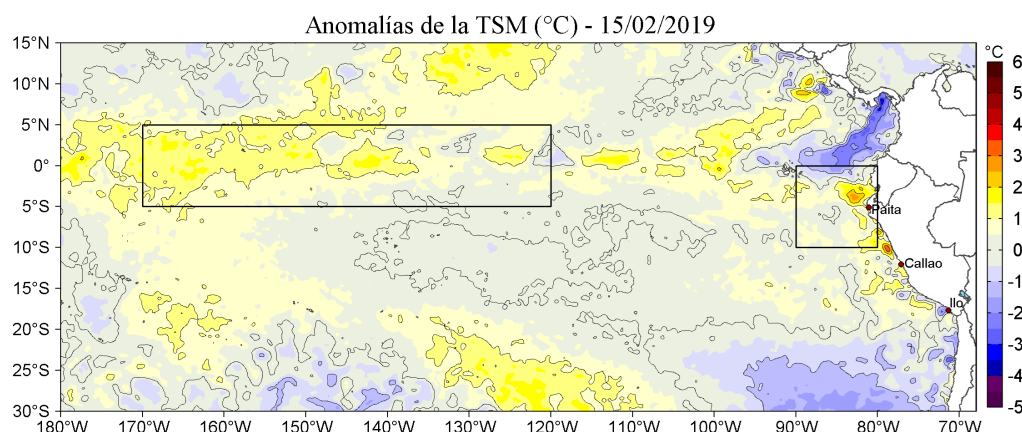 Anomalías de la TSM (°C) - 15/02/2019
15°N
10°N
5°N
0°
5°S
10°S
15°S
20°S
25°S
30°S
180°W
170°W
160°W
150°W
140°W
130°W
120°W
110°W
100°W
90°W
80°W
70°W
Paita
Callao
Ilo
°C
6
5
4
3
2
1
0
-1
-2
-3
-4
-5